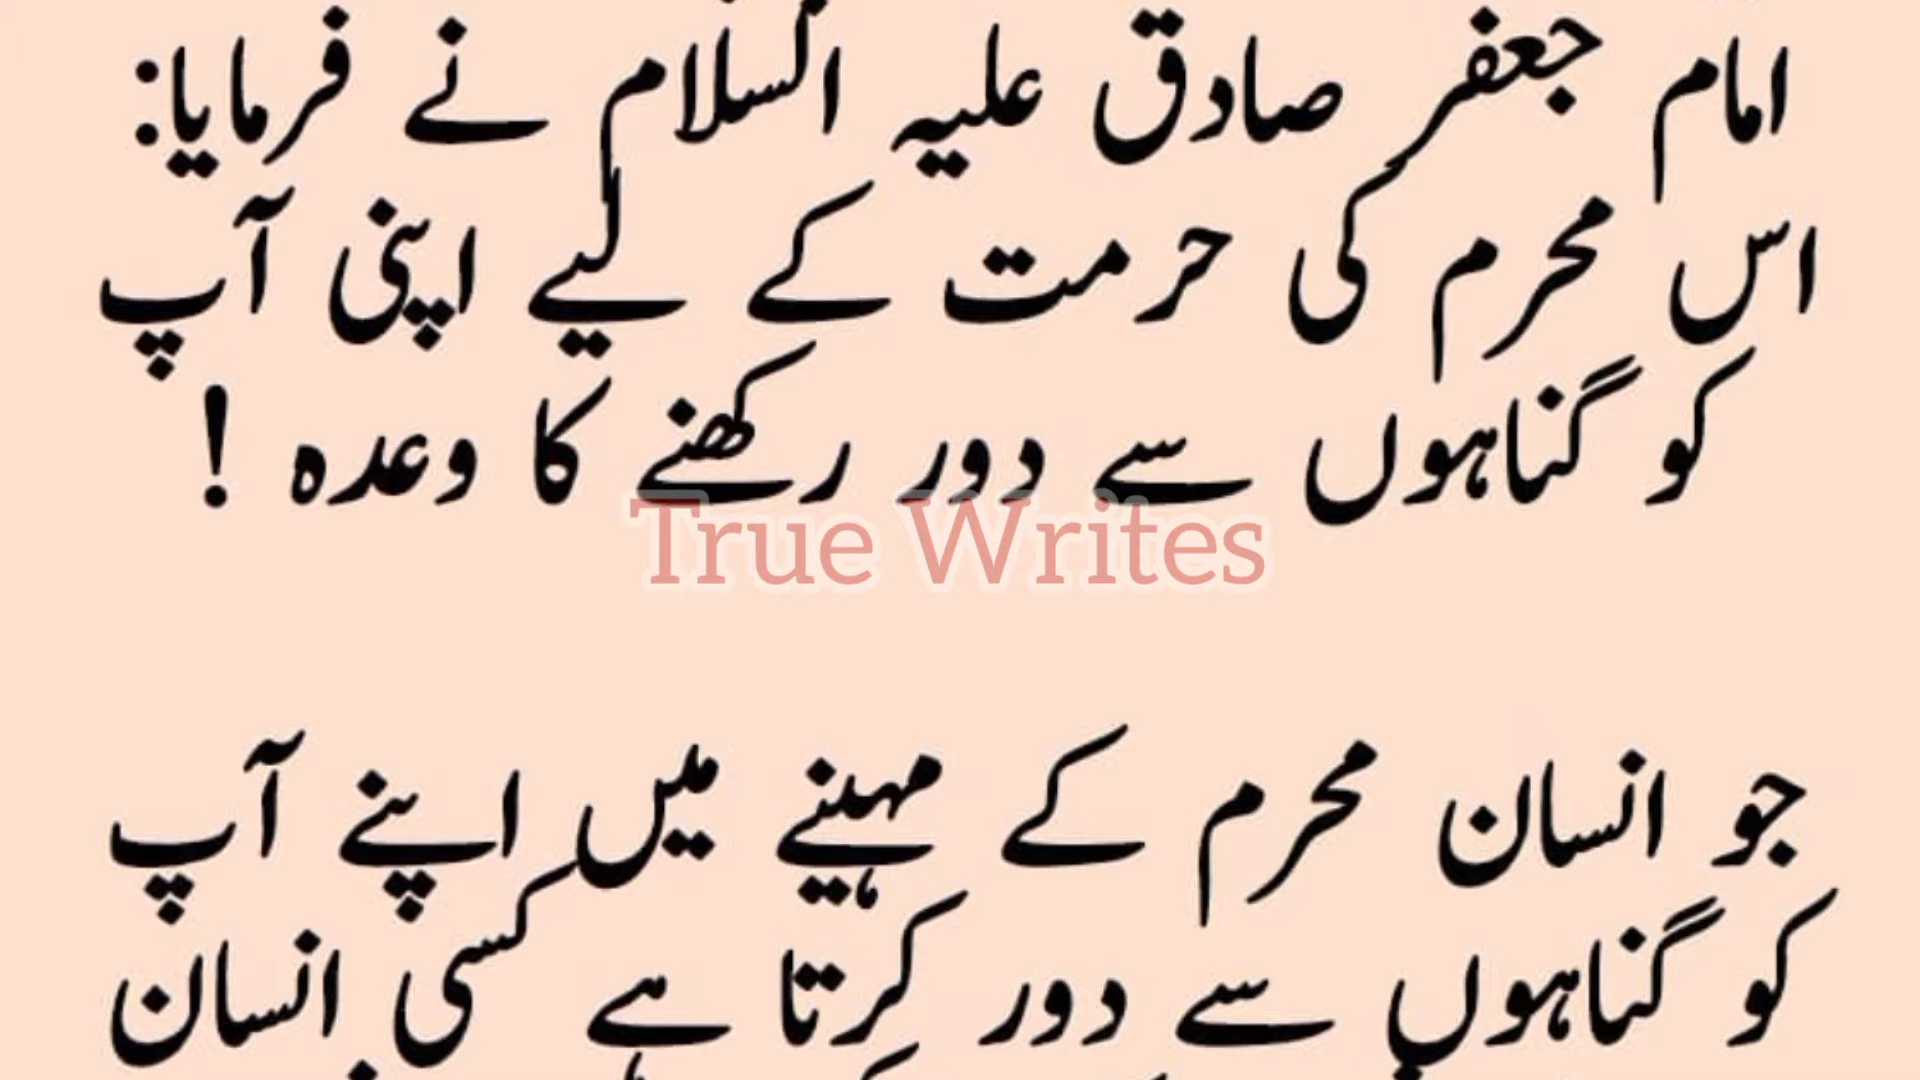 امام جعفر صادق علیہ السلام نے فرمایا:
اس محرم کی حرمت کے لیے اپنی آپ
کو گناہوں سے دور رکھنے کا وعدہ !
True Writes
جو انسان محرم کے مہینے میں اپنے آپ
کو گناہوں سے دور کرتا ہے کسی انسان